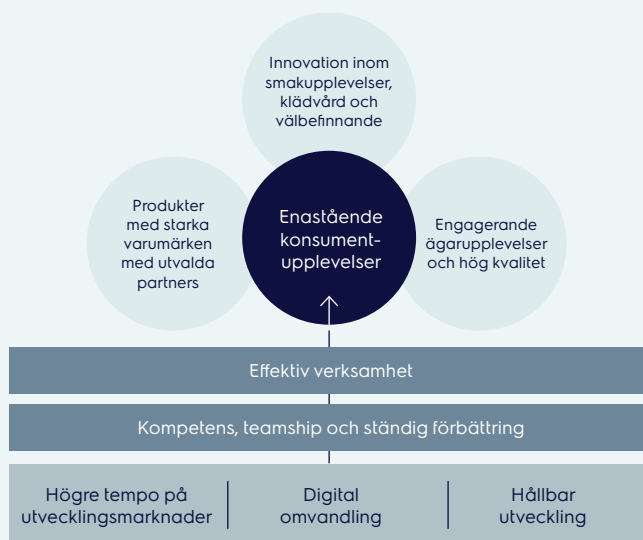 Innovation inom
smakupplevelser,
klädvård och
välbefinnande
Produkter
med starka
varumärken
med utvalda
partners
Enastående
konsument-
upplevelser
Engagerande
ägarupplevelser
och hög kvalitet
Effektiv verksamhet
Kompetens, teamship och ständig förbättring
Högre tempo på
utvecklingsmarknader
Digital
omvandling
Hållbar
utveckling